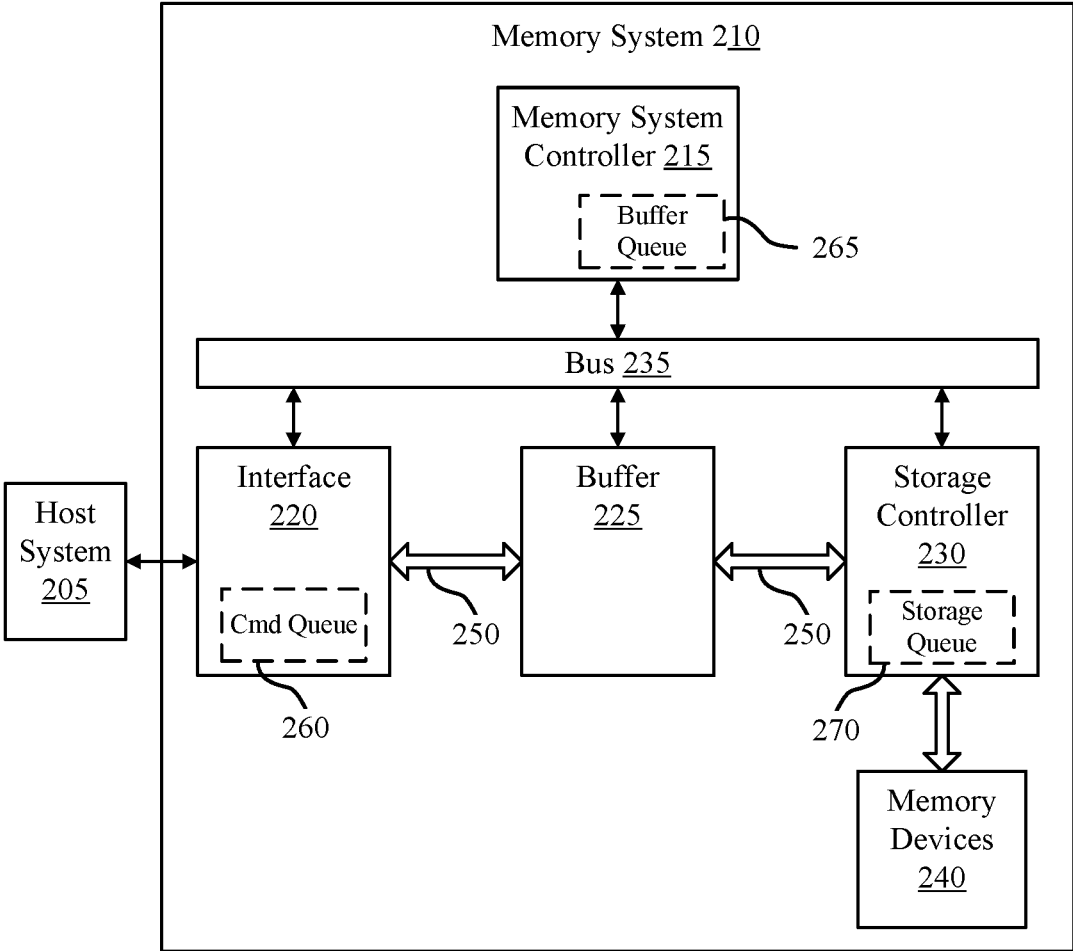 Memory System 210
Memory System
Controller 215
Buffer
Queue
265
Bus 235
Interface
220
Cmd Queue
260
Buffer
225
Storage
Controller
230
Storage
Queue
270
Host
System
205
250
250
Memory
Devices
240